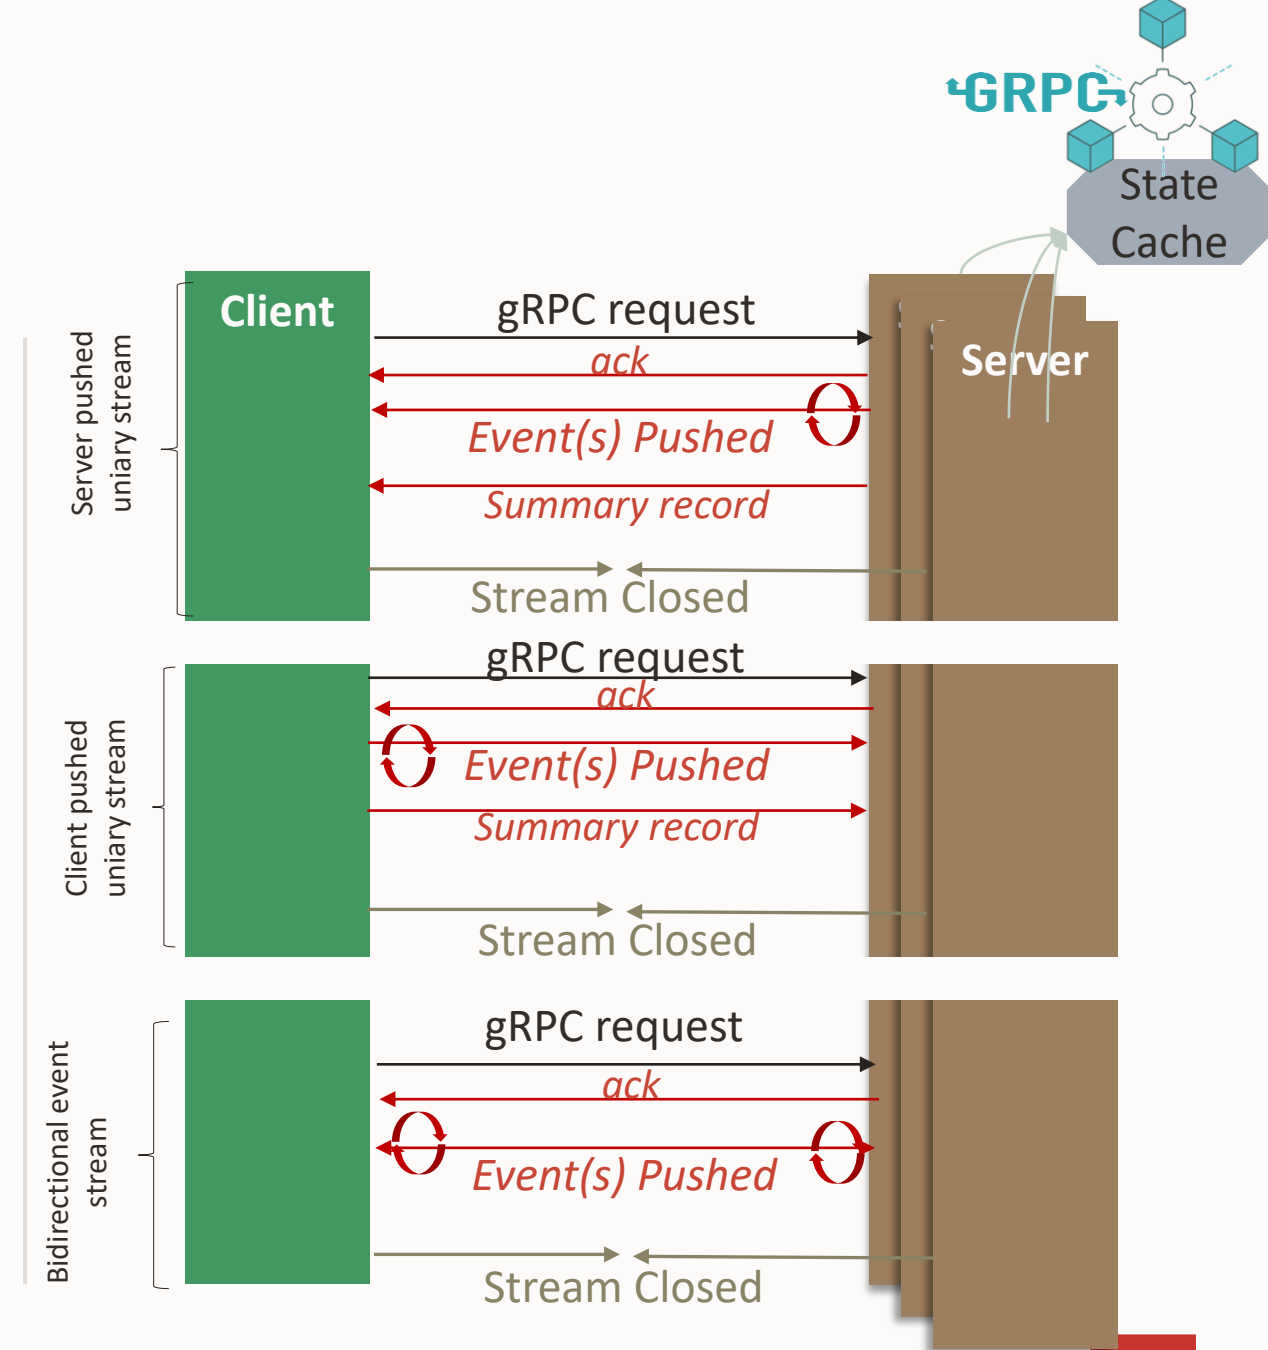 GRPC
State
Cache
Client
Server
Server pushed
uniary stream
gRPC request
ack
Event(s) Pushed
Summary record
Stream Closed
Client pushed
uniary stream
gRPC request
ack
Event(s) Pushed
Summary record
Stream Closed
Bidirectional event
stream
gRPC request
ack
Event(s) Pushed
Stream Closed